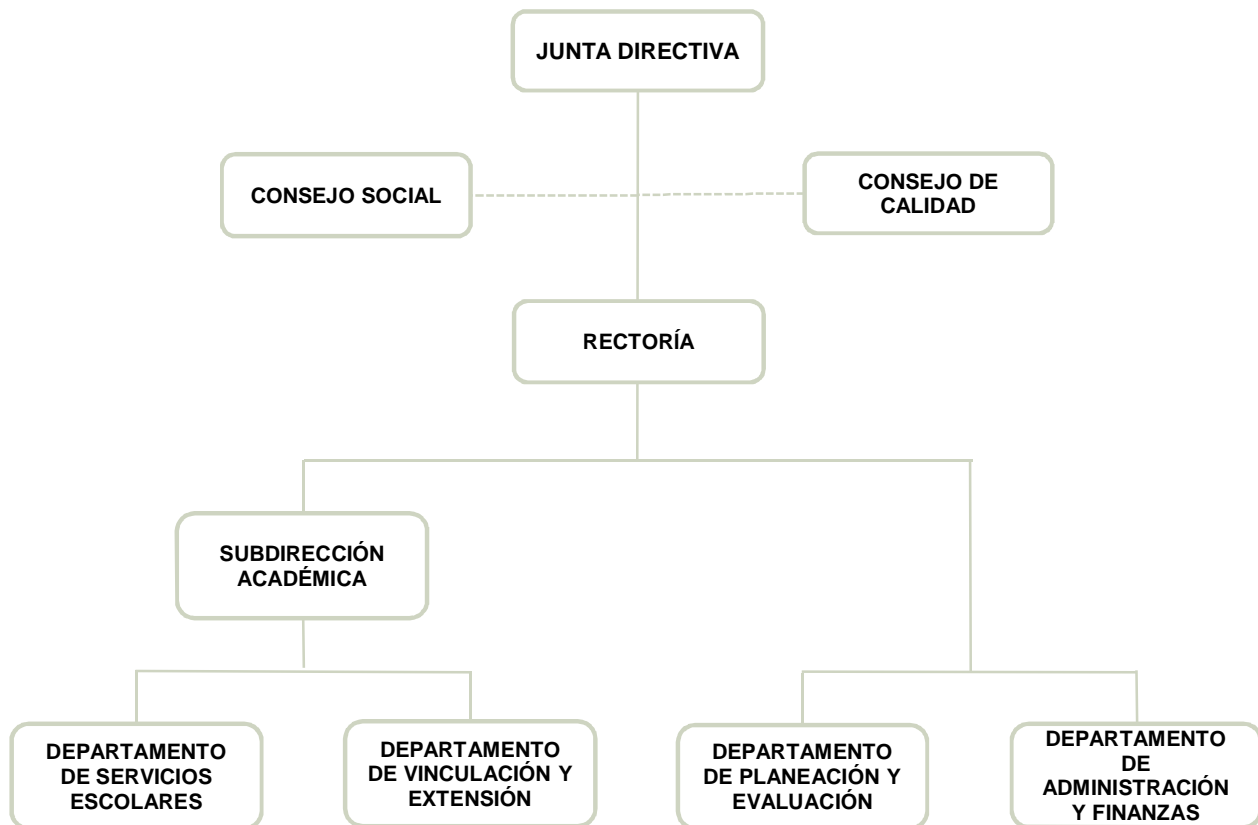 JUNTA DIRECTIVA
CONSEJO SOCIAL
CONSEJO DE
CALIDAD
RECTORÍA
SUBDIRECCIÓN
ACADÉMICA
DEPARTAMENTO
DE SERVICIOS
ESCOLARES
DEPARTAMENTO
DE VINCULACIÓN Y
EXTENSIÓN
DEPARTAMENTO
DE PLANEACIÓN Y
EVALUACIÓN
DEPARTAMENTO
DE
ADMINISTRACIÓN
Y FINANZAS